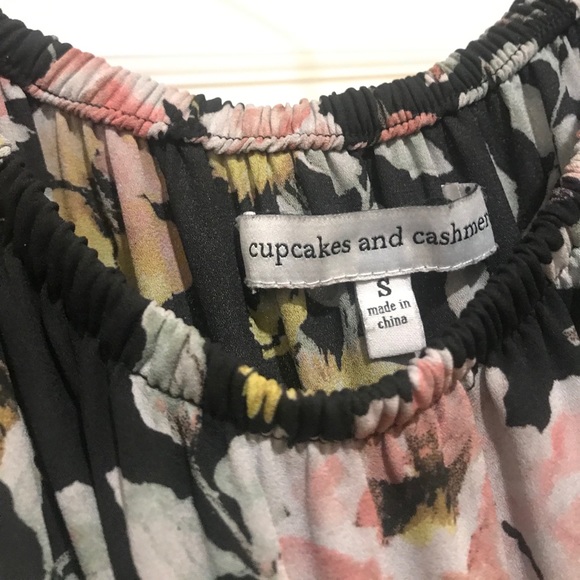 cupcakes and cashmer
S
made in
china